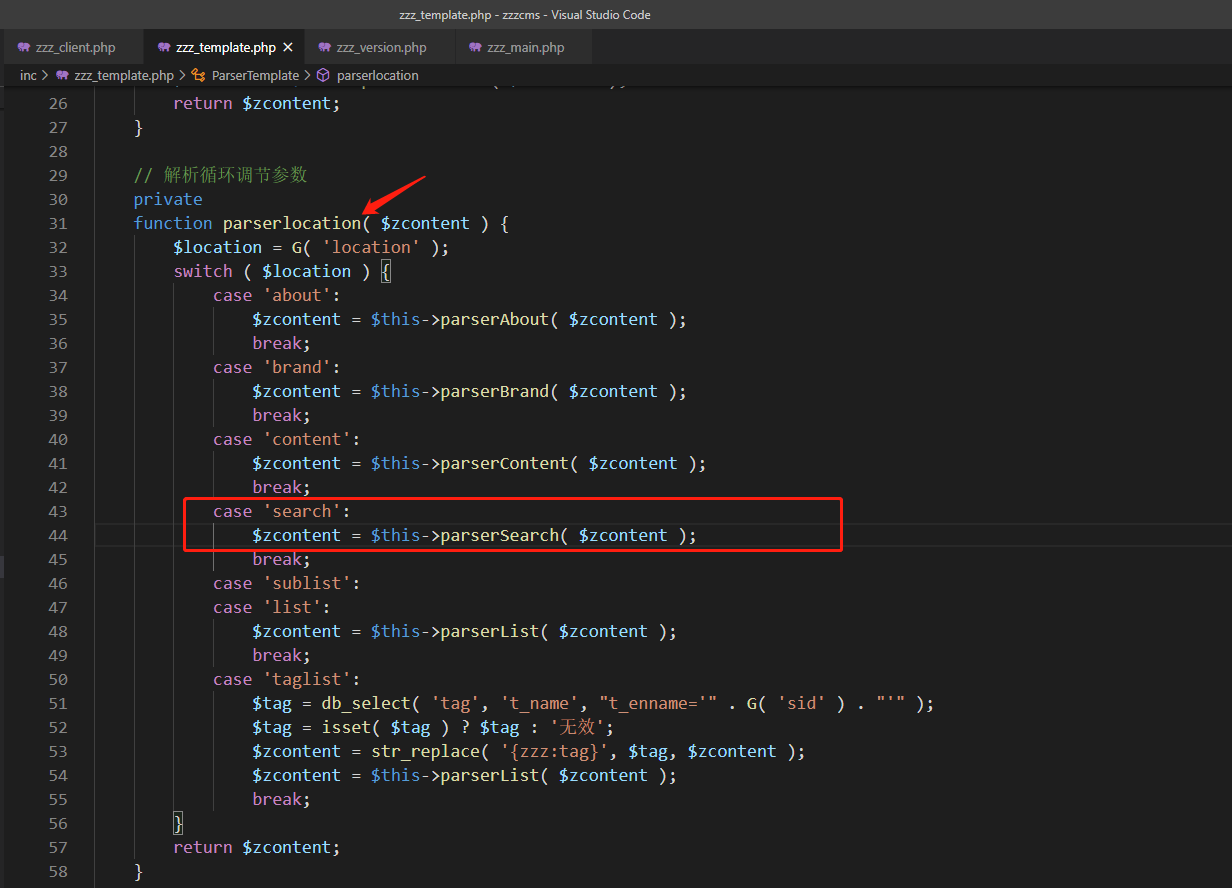 zzz_template.php - zzzcms - Visual Studio Code
zzz_client.php zzz_template.php × zzz_version.php zzz_main.php
inc > zzz_template.php > ParserTemplate > parserlocation
26 return $zcontent;
27 }
28
29 // 解析循环调节参数
30 private
31 function parserlocation( $zcontent ) {
32 $location = G( 'location' );
33 switch ( $location ) {
34 case 'about':
35 $zcontent = $this->parserAbout( $zcontent );
36 break;
37 case 'brand':
38 $zcontent = $this->parserBrand( $zcontent );
39 break;
40 case 'content':
41 $zcontent = $this->parserContent( $zcontent );
42 break;
43 case 'search':
44 $zcontent = $this->parserSearch( $zcontent );
45 break;
46 case 'sublist':
47 case 'list':
48 $zcontent = $this->parserList( $zcontent );
49 break;
50 case 'taglist':
51 $tag = db_select( 'tag', 't_name', "t_enname='" . G( 'sid' ) . "'" );
52 $tag = isset( $tag ) ? $tag : '无效';
53 $zcontent = str_replace( '{zzz:tag}', $tag, $zcontent );
54 $zcontent = $this->parserList( $zcontent );
55 break;
56 }
57 return $zcontent;
58 }